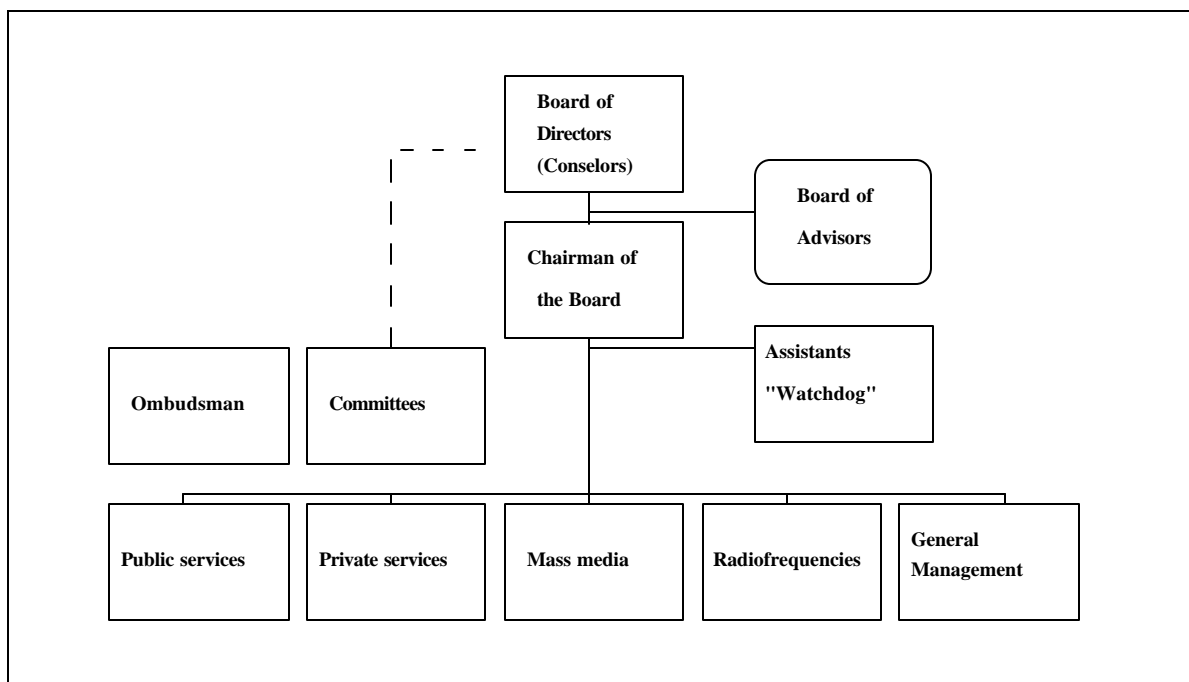 Board of
Directors
(Conselors)
Board of
Advisors
Chairman of
the Board
Assistants
"Watchdog"
Ombudsman
Committees
Public services
Private services
Mass media
Radiofrequencies
General
Management